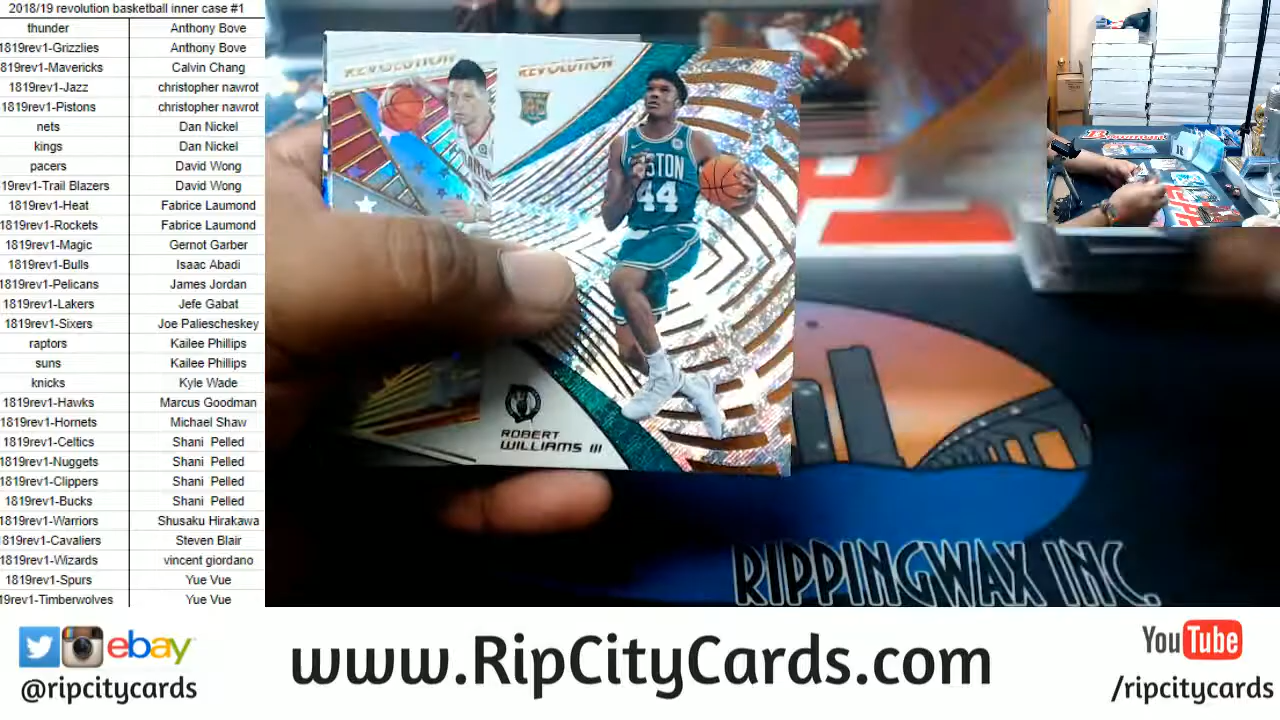 2018/19 revolution basketball inner case #1
thunder Anthony Bove
1819rev1-Grizzlies Anthony Bove
1819rev1-Mavericks Calvin Chang
1819rev1-Jazz christopher nawrot
1819rev1-Pistons christopher nawrot
nets Dan Nickel
kings Dan Nickel
pacers David Wong
19rev1-Trail Blazers David Wong
1819rev1-Heat Fabrice Laumond
1819rev1-Rockets Fabrice Laumond
1819rev1-Magic Gernot Garber
1819rev1-Bulls Isaac Abadi
1819rev1-Pelicans James Jordan
1819rev1-Lakers Jefe Gabat
1819rev1-Sixers Joe Paliescheskey
raptors Kailee Phillips
suns Kailee Phillips
knicks Kyle Wade
1819rev1-Hawks Marcus Goodman
1819rev1-Hornets Michael Shaw
1819rev1-Celtics Shani Pelled
1819rev1-Nuggets Shani Pelled
1819rev1-Clippers Shani Pelled
1819rev1-Bucks Shani Pelled
1819rev1-Warriors Shusaku Hirakawa
1819rev1-Cavaliers Steven Blair
1819rev1-Wizards vincent giordano
1819rev1-Spurs Yue Vue
19rev1-Timberwolves Yue Vue
REVOLUTION
REVOLUTION
RC
BOSTON
44
ROBERT
WILLIAMS III
RIPPINGWAX INC.
ebay
@ripcitycards
www.RipCityCards.com
YouTube
/ripcitycards